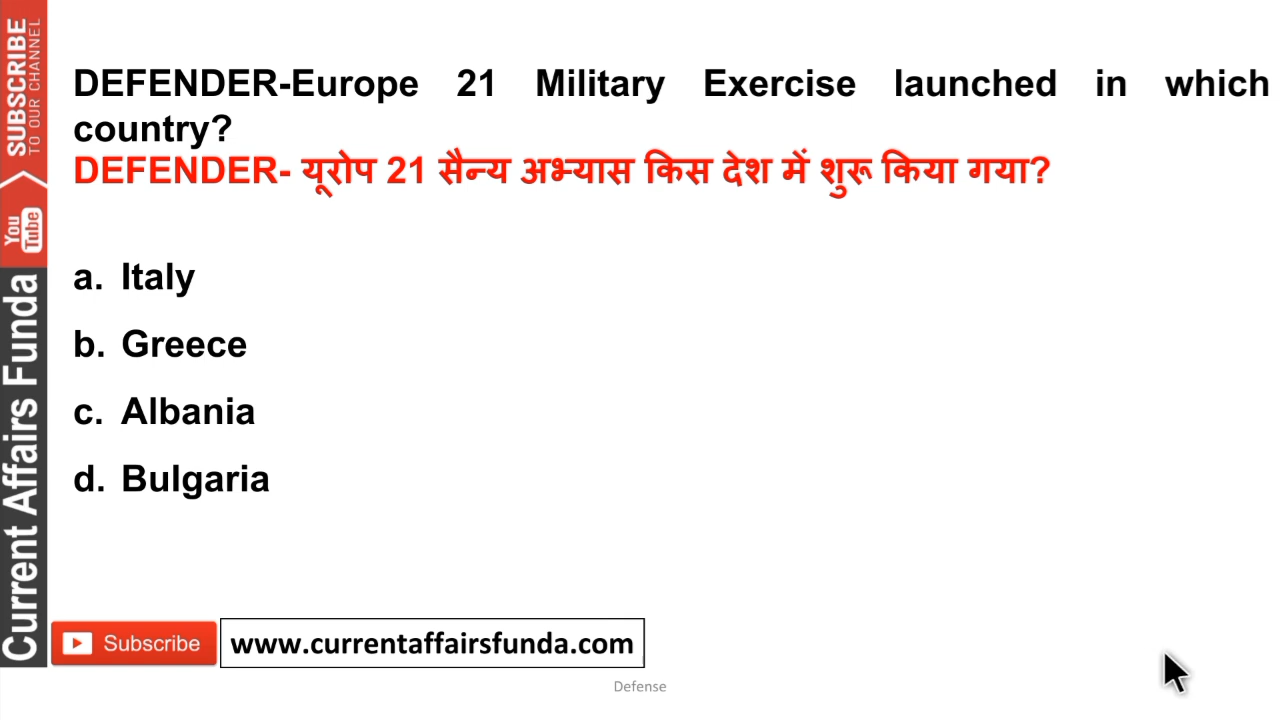 DEFENDER-Europe 21 Military Exercise launched in which
country?
DEFENDER- यूरोप 21 सैन्य अभ्यास किस देश में शुरू किया गया?
a. Italy
b. Greece
c. Albania
d. Bulgaria
SUBSCRIBE
TO OUR CHANNEL
You
Tube
Current Affairs Funda
Subscribe
www.currentaffairsfunda.com
Defense